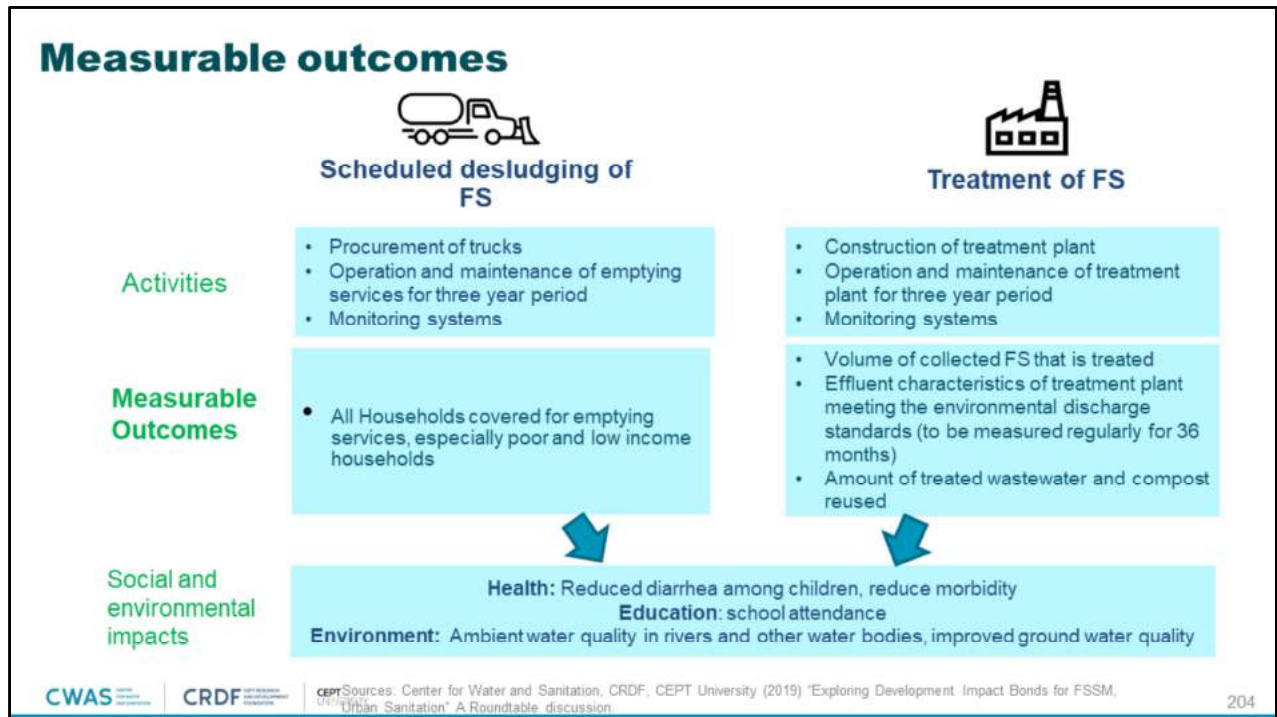 Measurable outcomes
Scheduled desludging of
FS
Treatment of FS
Activities
• Procurement of trucks
• Operation and maintenance of emptying
services for three year period
• Monitoring systems
• Construction of treatment plant
• Operation and maintenance of treatment
plant for three year period
• Monitoring systems
Measurable
Outcomes
• All Households covered for emptying
services, especially poor and low income
households
• Volume of collected FS that is treated
• Effluent characteristics of treatment plant
meeting the environmental discharge
standards (to be measured regularly for 36
months)
• Amount of treated wastewater and compost
reused
Social and
environmental
impacts
Health: Reduced diarrhea among children, reduce morbidity
Education: school attendance
Environment: Ambient water quality in rivers and other water bodies, improved ground water quality
CWAS
CRDF
CEPT
Sources: Center for Water and Sanitation, CRDF, CEPT University (2019) "Exploring Development Impact Bonds for FSSM,
Urban Sanitation" A Roundtable discussion.
204